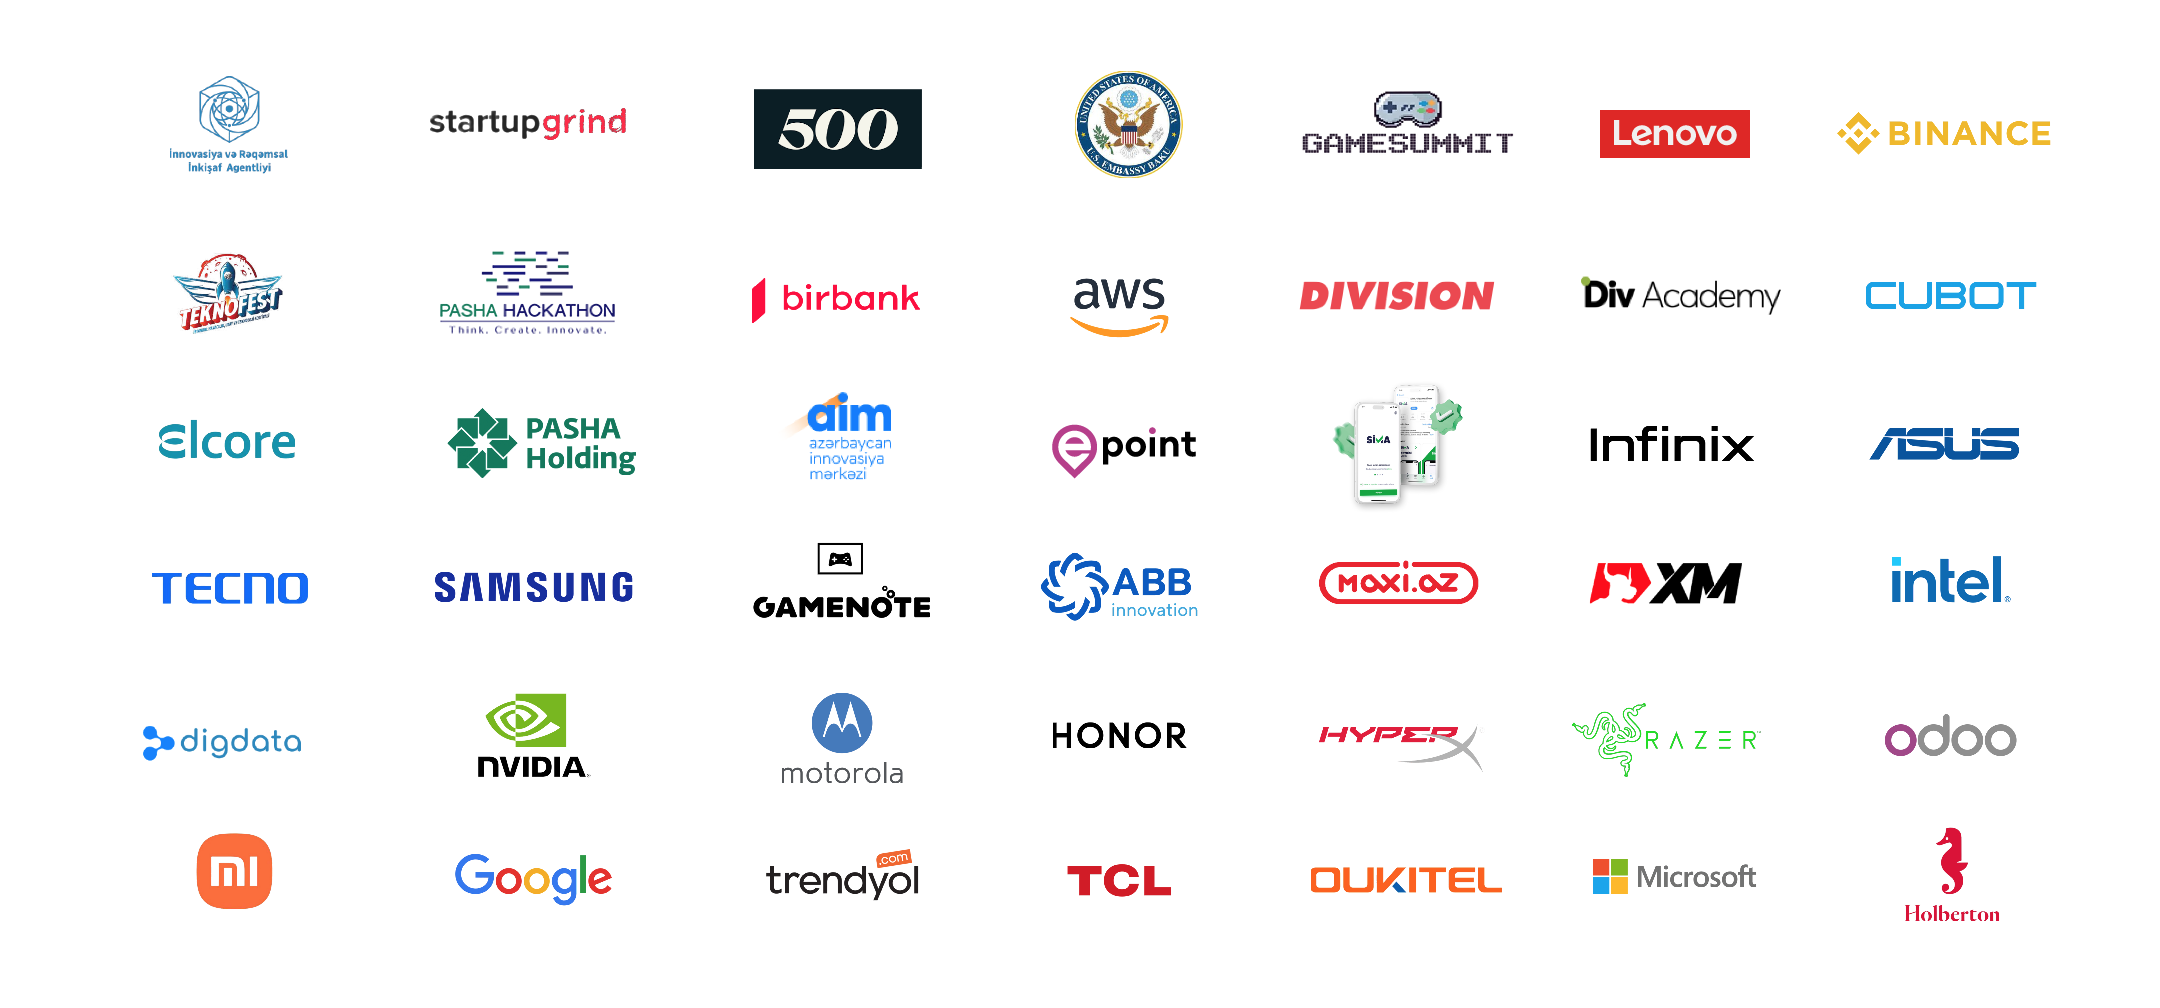 İnnovasiya və Rəqəmsal
İnkişaf Agentliyi
startupgrind
500
UNITED STATES OF AMERICA
U.S. EMBASSY BAKU
GAMESUMMIT
Lenovo
BINANCE
TEKNOFEST
PASHA HACKATHON
Think. Create. Innovate.
birbank
aws
DIVISION
Div Academy
CUBOT
elcore
PASHA
Holding
aim
azərbaycan
innovasiya
mərkəzi
epoint
SİMA
Infinix
ASUS
TECNO
SAMSUNG
GAMENOTE
ABB
innovation
maxi.az
XM
intel®
digdata
NVIDIA
motorola
HONOR
HYPERX
RAZER™
odoo
mi
Google
trendyol
.com
TCL
OUKITEL
Microsoft
Holberton